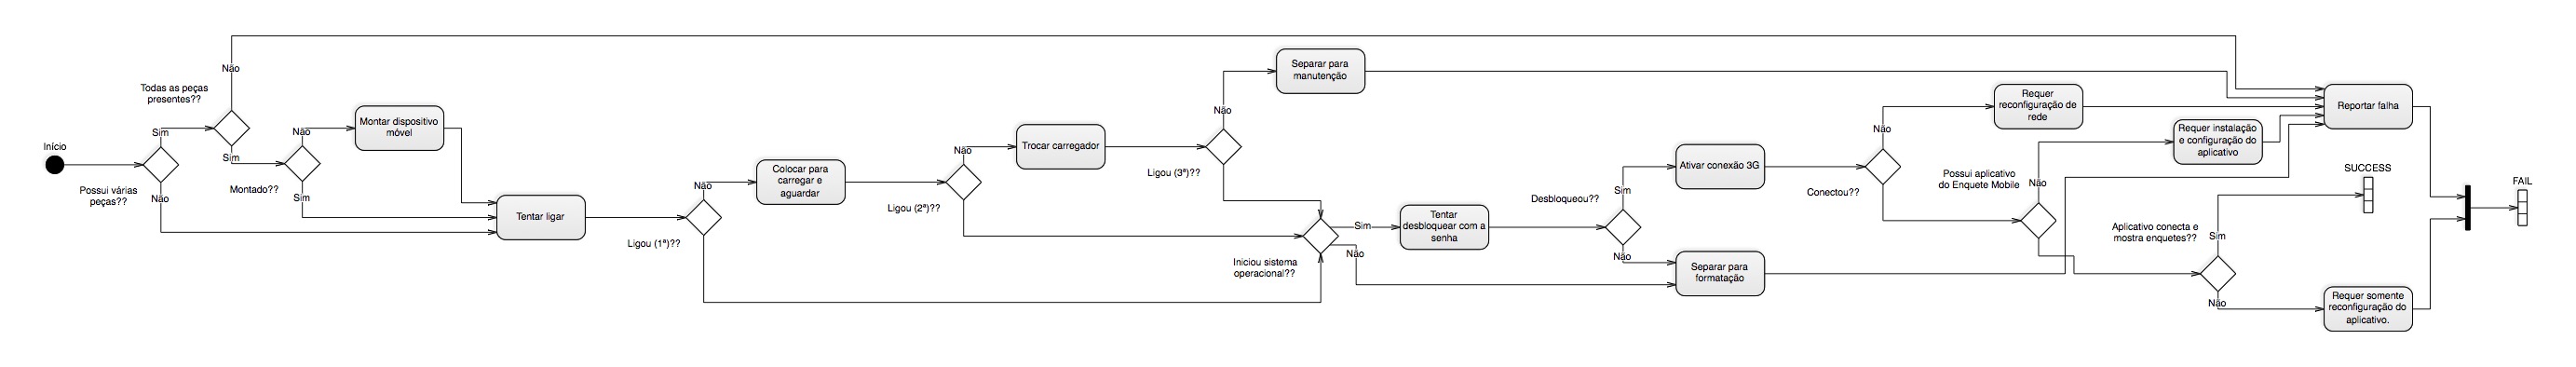 Início
Possui várias
peças??
Sim
Não
Todas as peças
presentes??
Não
Sim
Montado??
Não
Sim
Montar dispositivo
móvel
Tentar ligar
Ligou (1ª)??
Não
Colocar para
carregar e
aguardar
Ligou (2ª)??
Não
Trocar carregador
Ligou (3ª)??
Não
Separar para
manutenção
Iniciou sistema
operacional??
Sim
Não
Tentar
desbloquear com a
senha
Desbloqueou??
Sim
Não
Ativar conexão 3G
Separar para
formatação
Conectou??
Não
Requer
reconfiguração de
rede
Possui aplicativo
do Enquete Mobile
Não
Requer instalação
e configuração do
aplicativo
Aplicativo conecta e
mostra enquetes??
Sim
Não
Reportar falha
SUCCESS
Requer somente
reconfiguração do
aplicativo.
FAIL